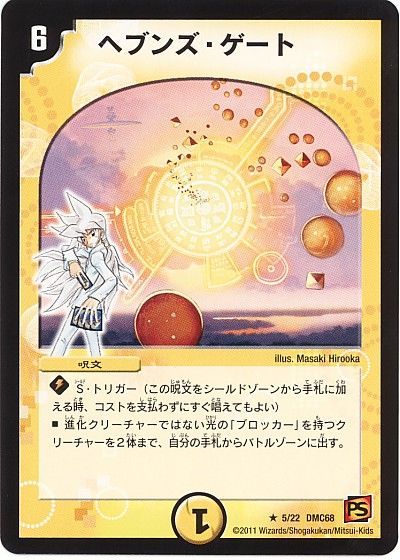 6
ヘブンズ・ゲート
illus. Masaki Hirooka
呪文
S・トリガー（この呪文をシールドゾーンから手札に加
える時、コストを支払わずにすぐ唱えてもよい）
■ 進化クリーチャーではない光の「ブロッカー」を持つク
リーチャーを２体まで、自分の手札からバトルゾーンに出す。
1
★ 5/22 DMC68
PS
©2011 Wizards/Shogakukan/Mitsui-Kids